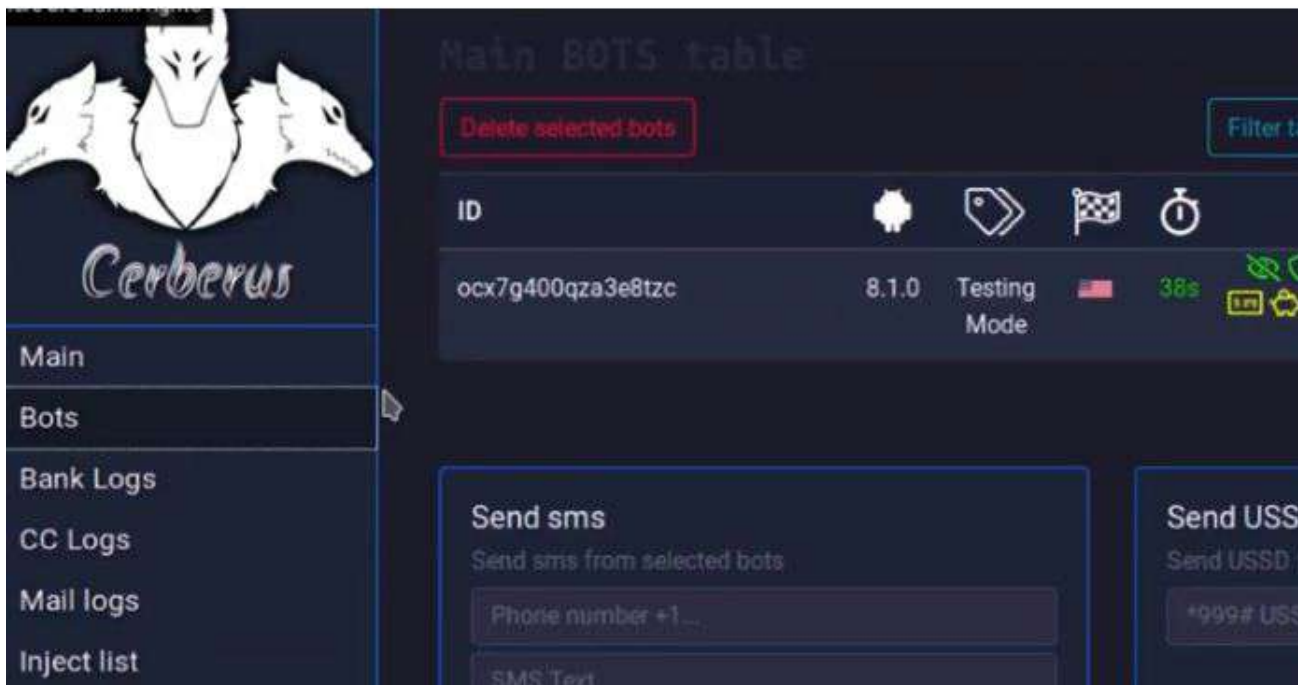 Main BOTS table
Delete selected bots
Filter
ID
ocx7g400qza3e8tzc
8.1.0
Testing
Mode
38s
Cerberus
Main
Bots
Bank Logs
CC Logs
Mail logs
Inject list
Send sms
Send sms from selected bots
Phone number +1...
SMS Text
Send USS
Send USSD
*999# USS